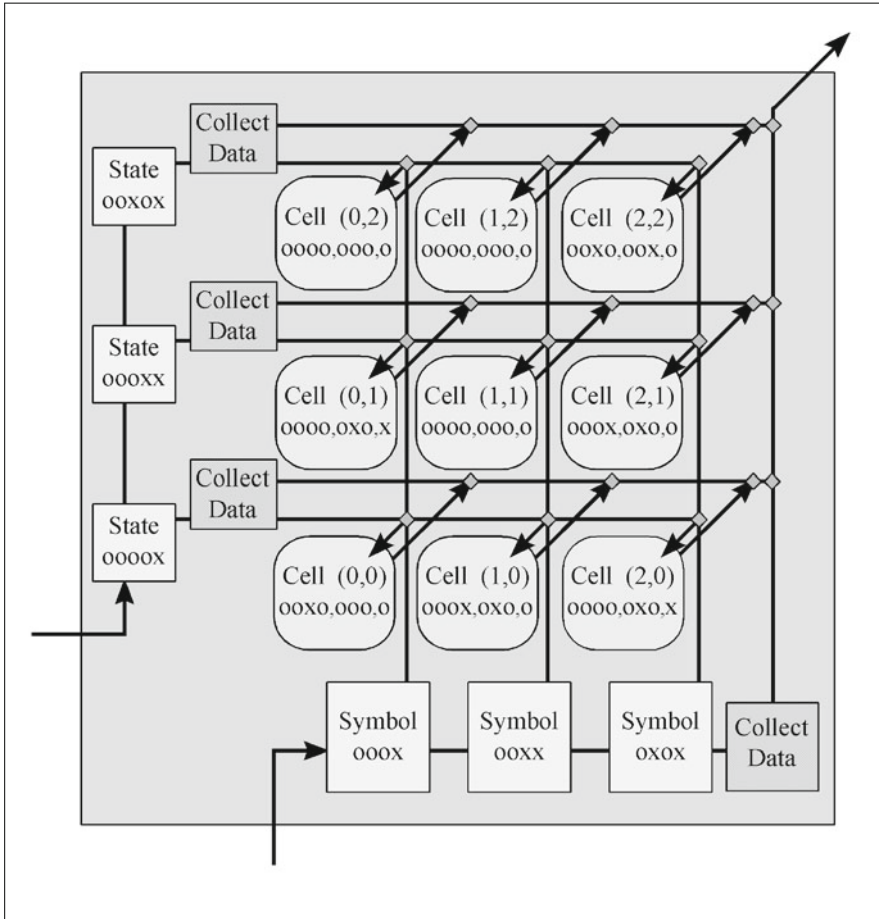 Collect
Data
State
ooxox
Cell (0,2)
oooo,ooo,o
Cell (1,2)
oooo,ooo,o
Cell (2,2)
ooxo,oox,o
Collect
Data
State
oooxx
Cell (0,1)
oooo,oxo,x
Cell (1,1)
oooo,ooo,o
Cell (2,1)
ooox,oxo,o
Collect
Data
State
oooox
Cell (0,0)
ooxo,ooo,o
Cell (1,0)
ooox,oxo,o
Cell (2,0)
oooo,oxo,x
Symbol
ooox
Symbol
ooxx
Symbol
oxox
Collect
Data